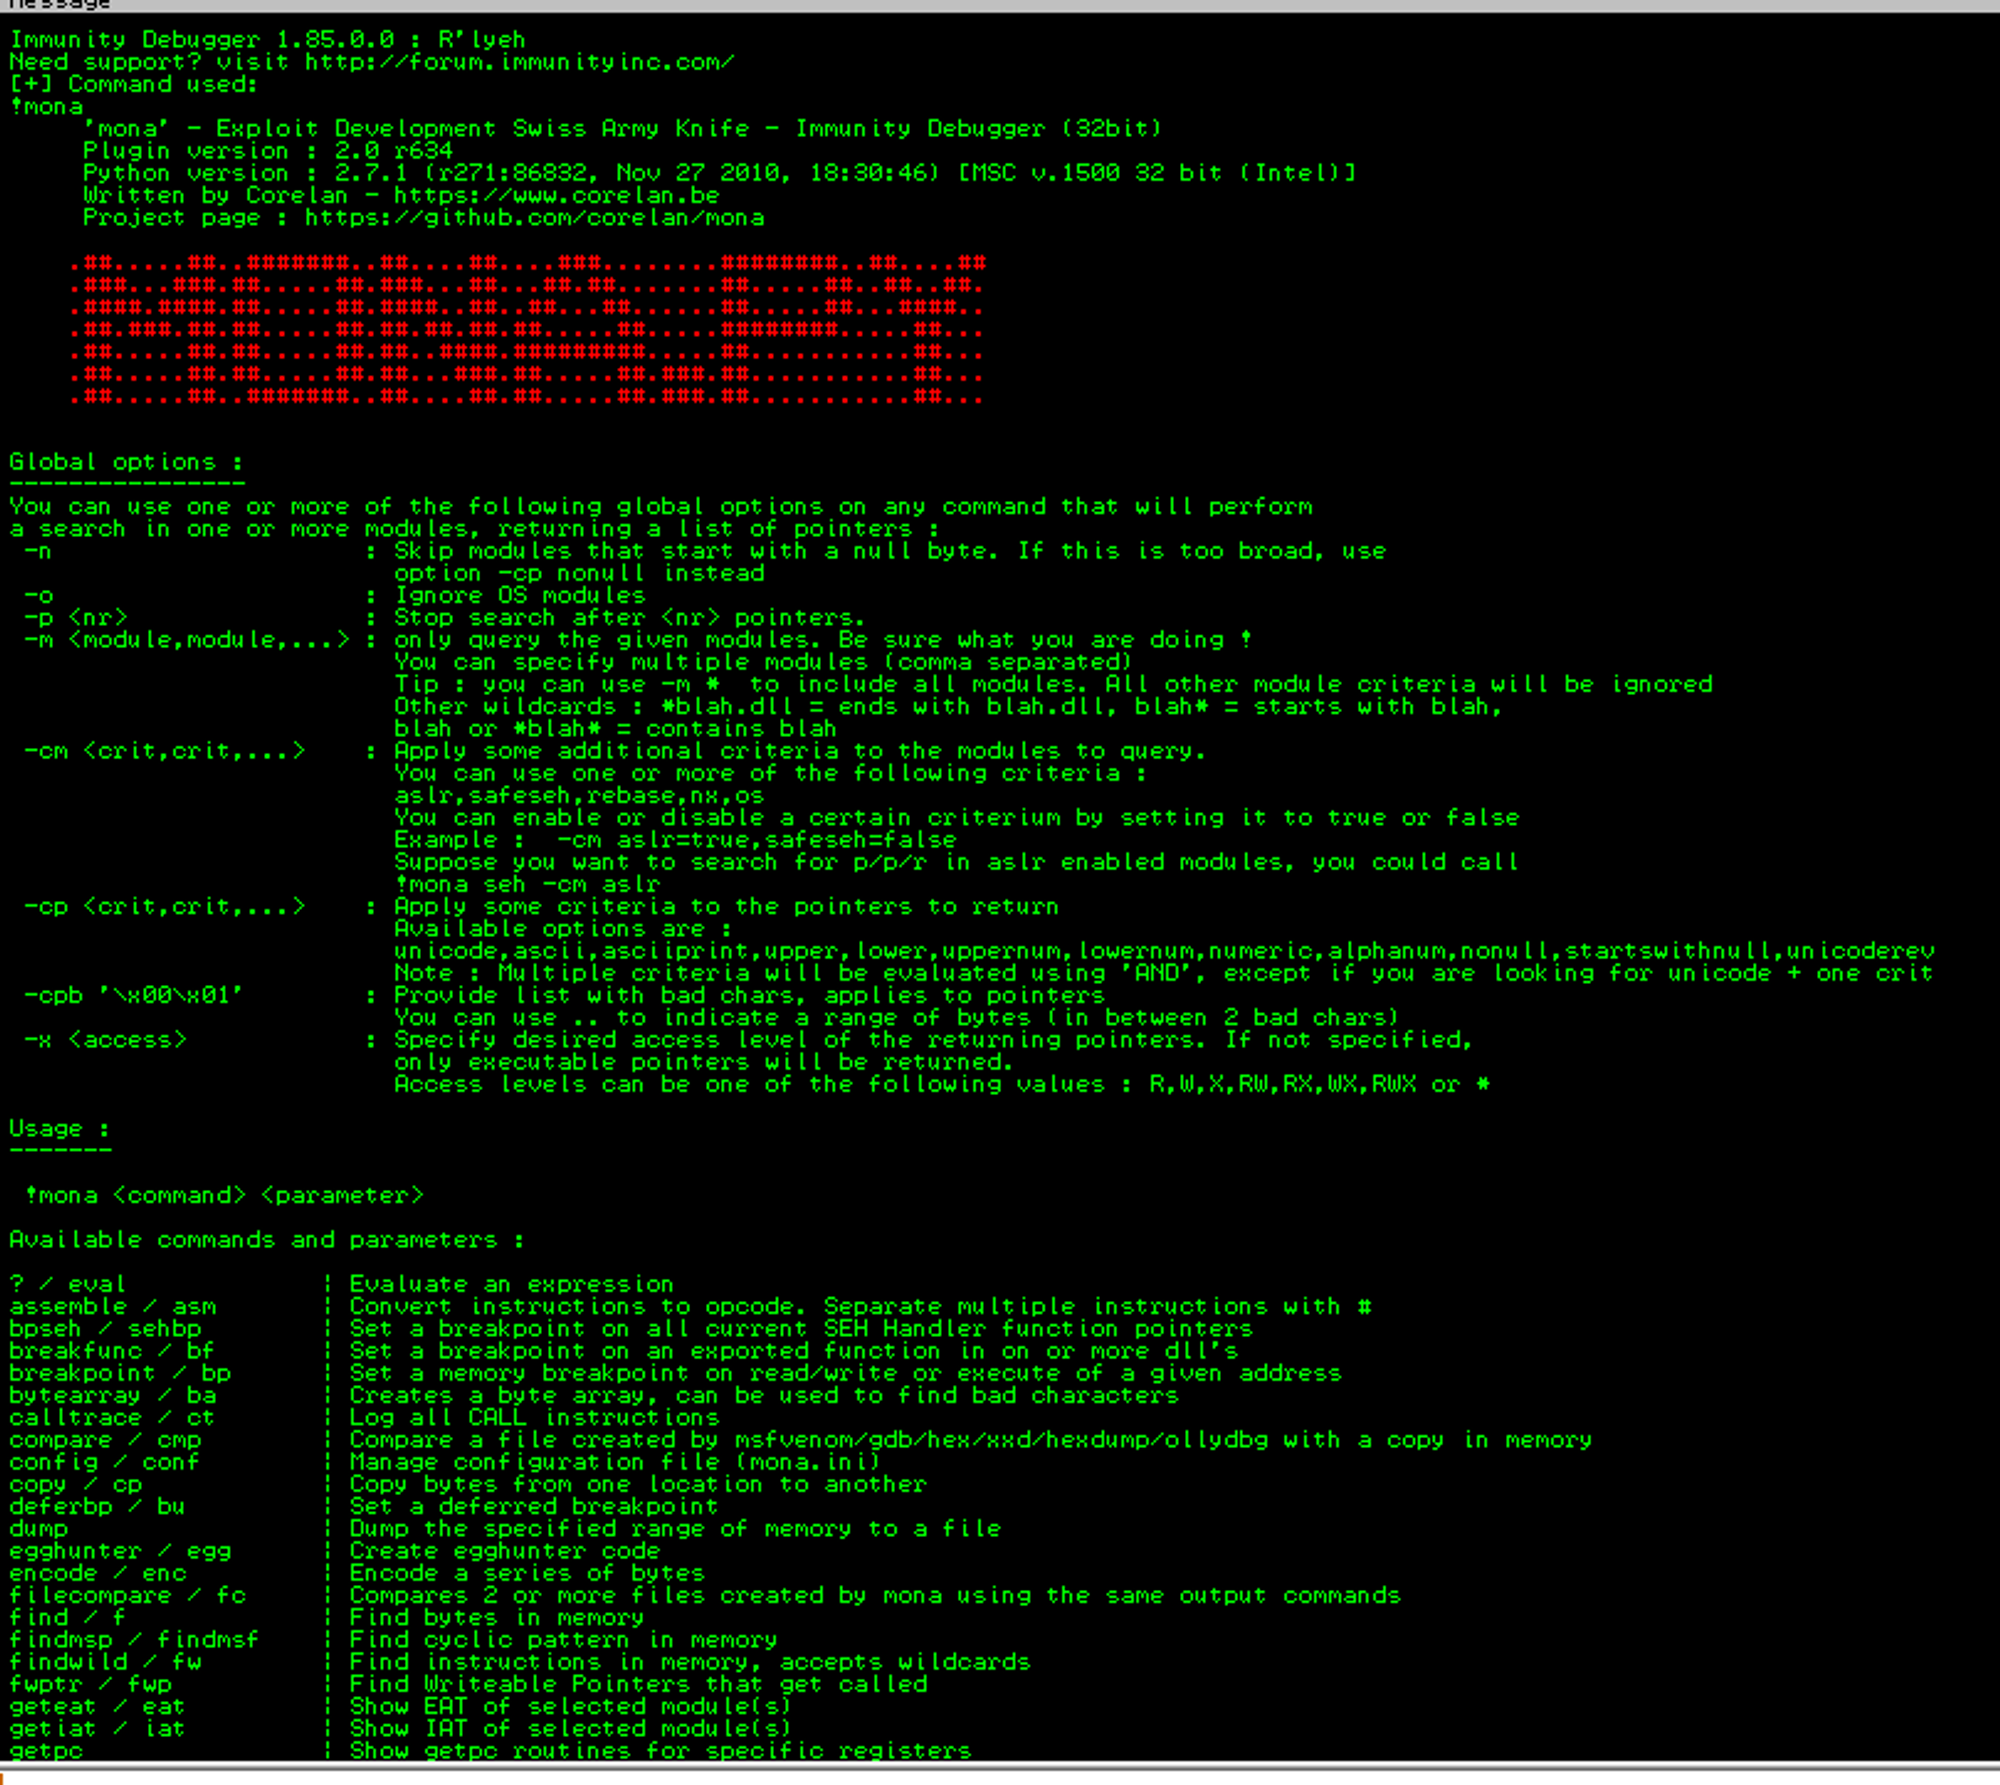 Message
Immunity Debugger 1.85.0.0 : R'lyeh
Need support? visit http://forum.immunityinc.com/
[+] Command used:
!mona
'mona' - Exploit Development Swiss Army Knife - Immunity Debugger (32bit)
Plugin version : 2.0 r634
Python version : 2.7.1 (r271:86832, Nov 27 2010, 18:30:46) [MSC v.1500 32 bit (Intel)]
Written by Corelan - https://www.corelan.be
Project page : https://github.com/corelan/mona
.##.....##..#######..##....##....###........########..##....##
.###...###.##.....##.###...##...##.##.......##.....##..##..##.
.####.####.##.....##.####..##..##...##......##.....##...####..
.##.###.##.##.....##.##.##.##.##.....##.....########.....##...
.##.....##.##.....##.##..####.#########.....##...........##...
.##.....##.##.....##.##...###.##.....##.###.##...........##...
.##.....##..#######..##....##.##.....##.###.##...........##...
Global options :
----------------
You can use one or more of the following global options on any command that will perform
a search in one or more modules, returning a list of pointers :
-n : Skip modules that start with a null byte. If this is too broad, use
option -cp nonull instead
-o : Ignore OS modules
-p <nr> : Stop search after <nr> pointers.
-m <module,module,...> : only query the given modules. Be sure what you are doing !
You can specify multiple modules (comma separated)
Tip : you can use -m *  to include all modules. All other module criteria will be ignored
Other wildcards : *blah.dll = ends with blah.dll, blah* = starts with blah,
blah or *blah* = contains blah
-cm <crit,crit,...> : Apply some additional criteria to the modules to query.
You can use one or more of the following criteria :
aslr,safeseh,rebase,nx,os
You can enable or disable a certain criterium by setting it to true or false
Example :  -cm aslr=true,safeseh=false
Suppose you want to search for p/p/r in aslr enabled modules, you could call
!mona seh -cm aslr
-cp <crit,crit,...> : Apply some criteria to the pointers to return
Available options are :
unicode,ascii,asciiprint,upper,lower,uppernum,lowernum,numeric,alphanum,nonull,startswithnull,unicoderev
Note : Multiple criteria will be evaluated using 'AND', except if you are looking for unicode + one crit
-cpb '\x00\x01' : Provide list with bad chars, applies to pointers
You can use .. to indicate a range of bytes (in between 2 bad chars)
-x <access> : Specify desired access level of the returning pointers. If not specified,
only executable pointers will be returned.
Access levels can be one of the following values : R,W,X,RW,RX,WX,RWX or *
Usage :
-------
!mona <command> <parameter>
Available commands and parameters :
? / eval | Evaluate an expression
assemble / asm | Convert instructions to opcode. Separate multiple instructions with #
bpseh / sehbp | Set a breakpoint on all current SEH Handler function pointers
breakfunc / bf | Set a breakpoint on an exported function in on or more dll's
breakpoint / bp | Set a memory breakpoint on read/write or execute of a given address
bytearray / ba | Creates a byte array, can be used to find bad characters
calltrace / ct | Log all CALL instructions
compare / cmp | Compare a file created by msfvenom/gdb/hex/xxd/hexdump/ollydbg with a copy in memory
config / conf | Manage configuration file (mona.ini)
copy / cp | Copy bytes from one location to another
deferbp / bu | Set a deferred breakpoint
dump | Dump the specified range of memory to a file
egghunter / egg | Create egghunter code
encode / enc | Encode a series of bytes
filecompare / fc | Compares 2 or more files created by mona using the same output commands
find / f | Find bytes in memory
findmsp / findmsf | Find cyclic pattern in memory
findwild / fw | Find instructions in memory, accepts wildcards
fwptr / fwp | Find Writeable Pointers that get called
geteat / eat | Show EAT of selected module(s)
getiat / iat | Show IAT of selected module(s)
getpc | Show getpc routines for specific registers